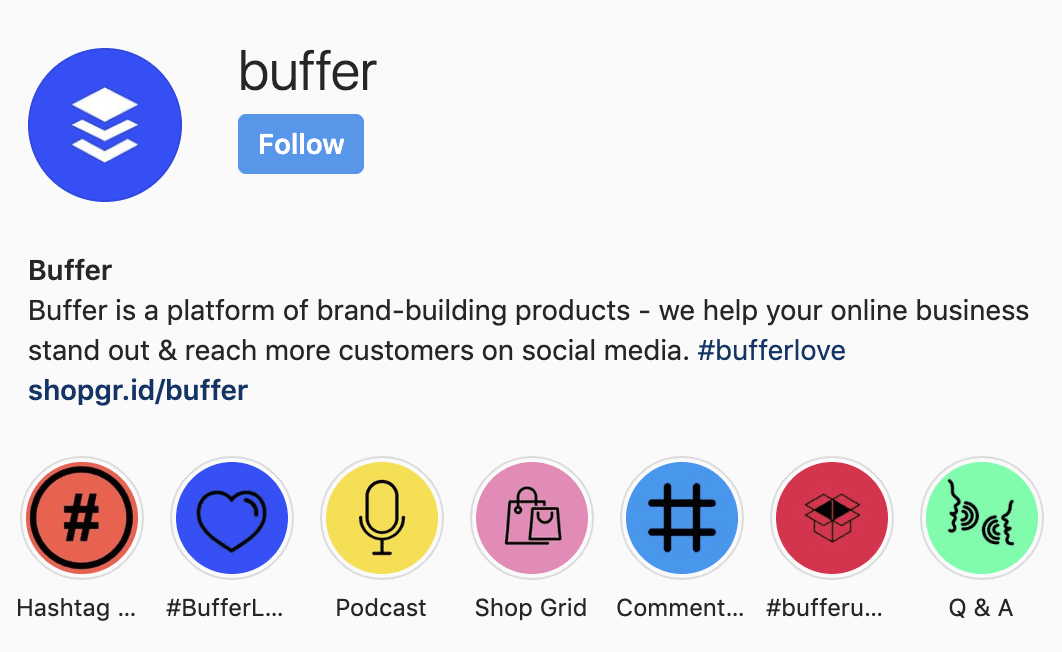 buffer
Follow
Buffer
Buffer is a platform of brand-building products - we help your online business
stand out & reach more customers on social media. #bufferlove
shopgr.id/buffer
#
Hashtag ...
#BufferL...
Podcast
Shop Grid
Comment...
#bufferu...
Q & A